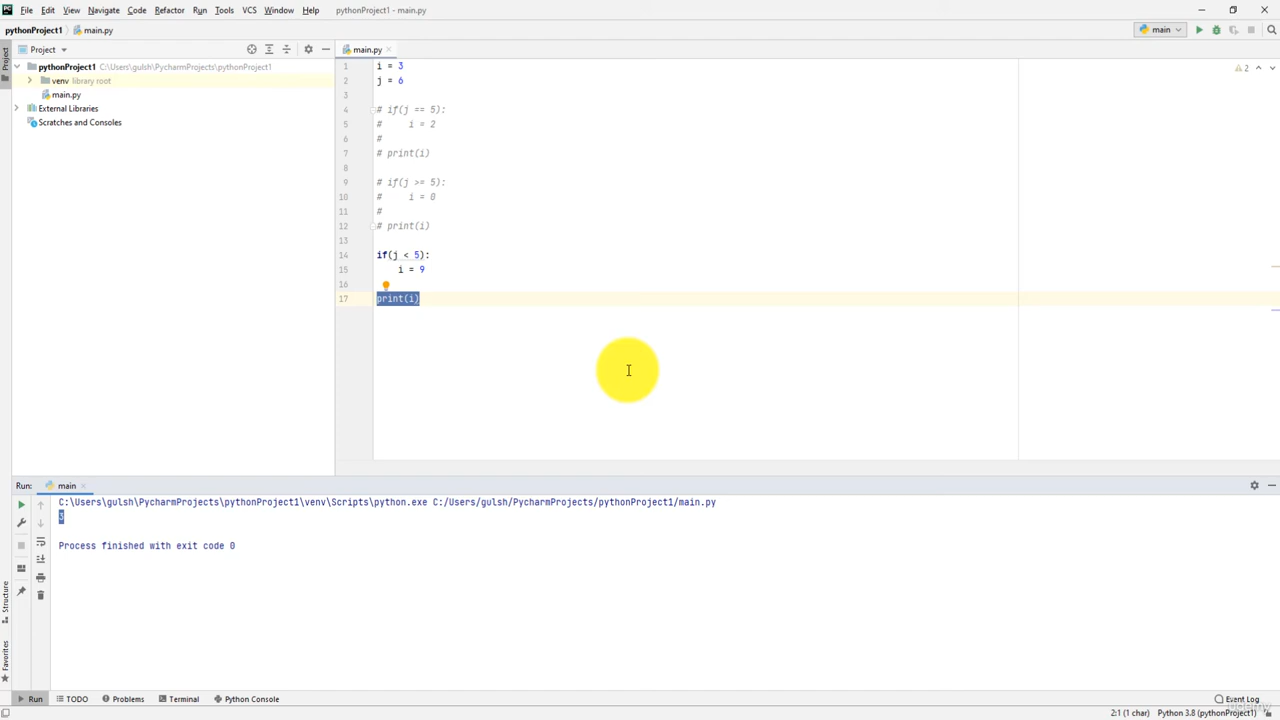 File Edit View Navigate Code Refactor Run Tools VCS Window Help pythonProject1 - main.py
pythonProject1 main.py main
Project main.py
pythonProject1 C:\Users\gulsh\PycharmProjects\pythonProject1
venv library root
main.py
External Libraries
Scratches and Consoles
Project
Structure
Favorites
2
1 i = 3
2 j = 6
3
4 # if(j == 5):
5 #     i = 2
6 #
7 # print(i)
8
9 # if(j >= 5):
10 #     i = 0
11 #
12 # print(i)
13
14 if(j < 5):
15     i = 9
16
17 print(i)
Run: main
C:\Users\gulsh\PycharmProjects\pythonProject1\venv\Scripts\python.exe C:/Users/gulsh/PycharmProjects/pythonProject1/main.py
3
Process finished with exit code 0
Run TODO Problems Terminal Python Console Event Log
2:1 (1 char) Python 3.8 (pythonProject1)
udemy